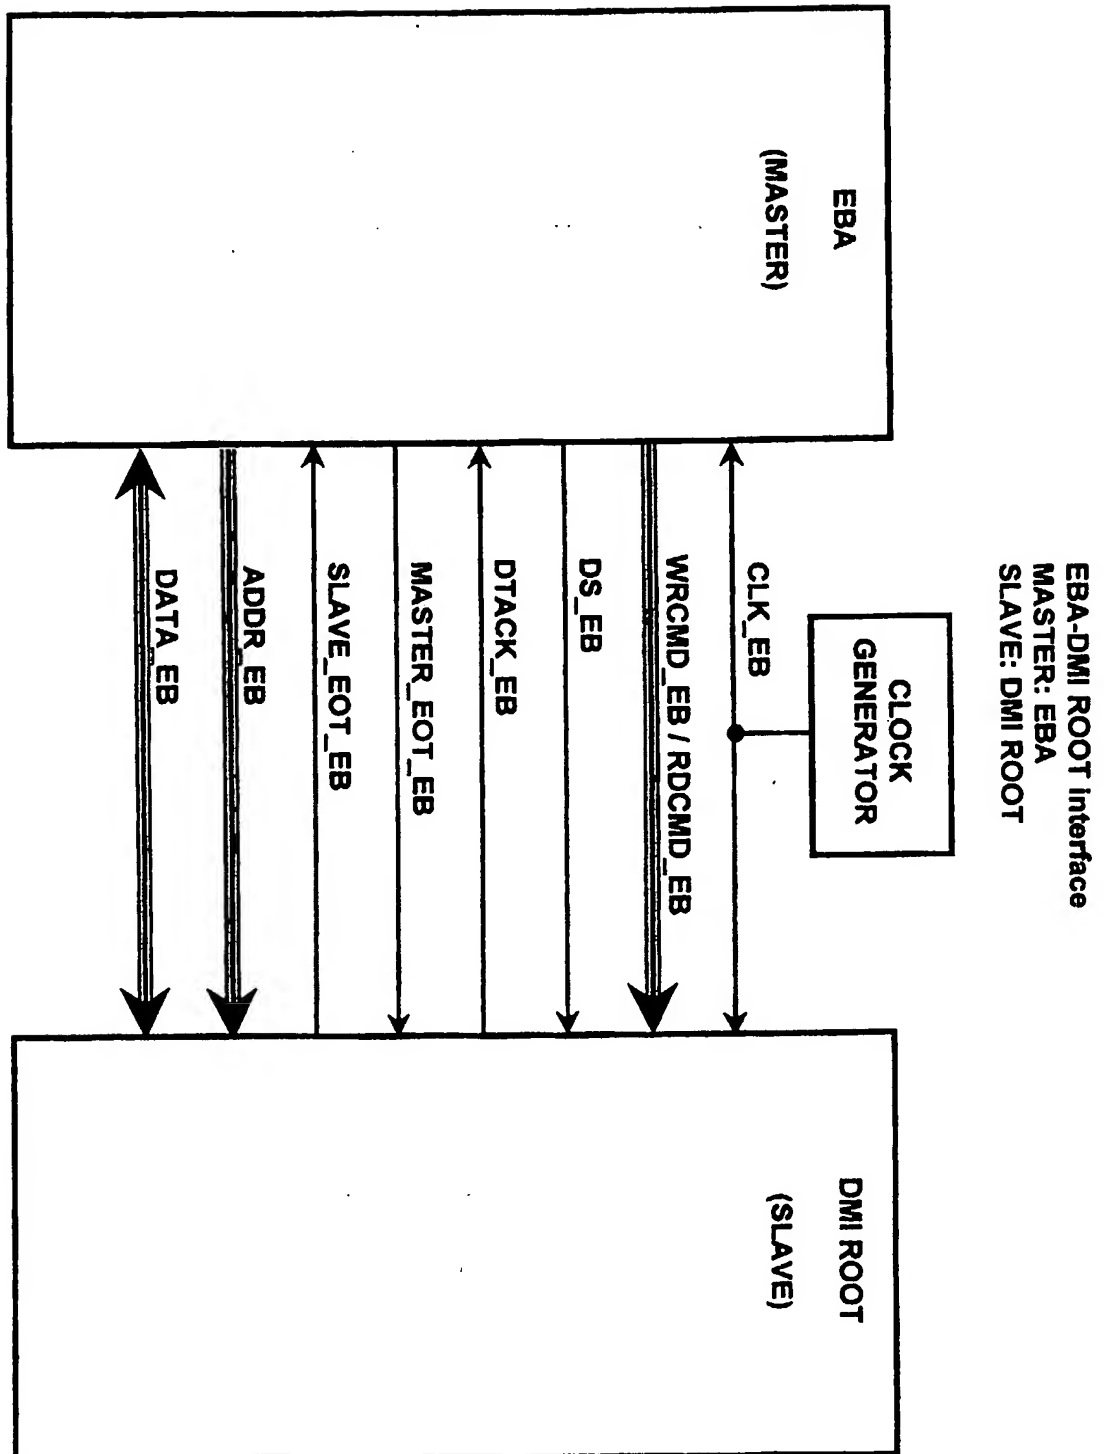 EBA-DMI ROOT interface
MASTER: EBA
SLAVE: DMI ROOT
CLOCK
GENERATOR
EBA
(MASTER)
DMI ROOT
(SLAVE)
CLK_EB
WRCMD_EB / RDCMD_EB
DS_EB
DTACK_EB
MASTER_EOT_EB
SLAVE_EOT_EB
ADDR_EB
DATA_EB